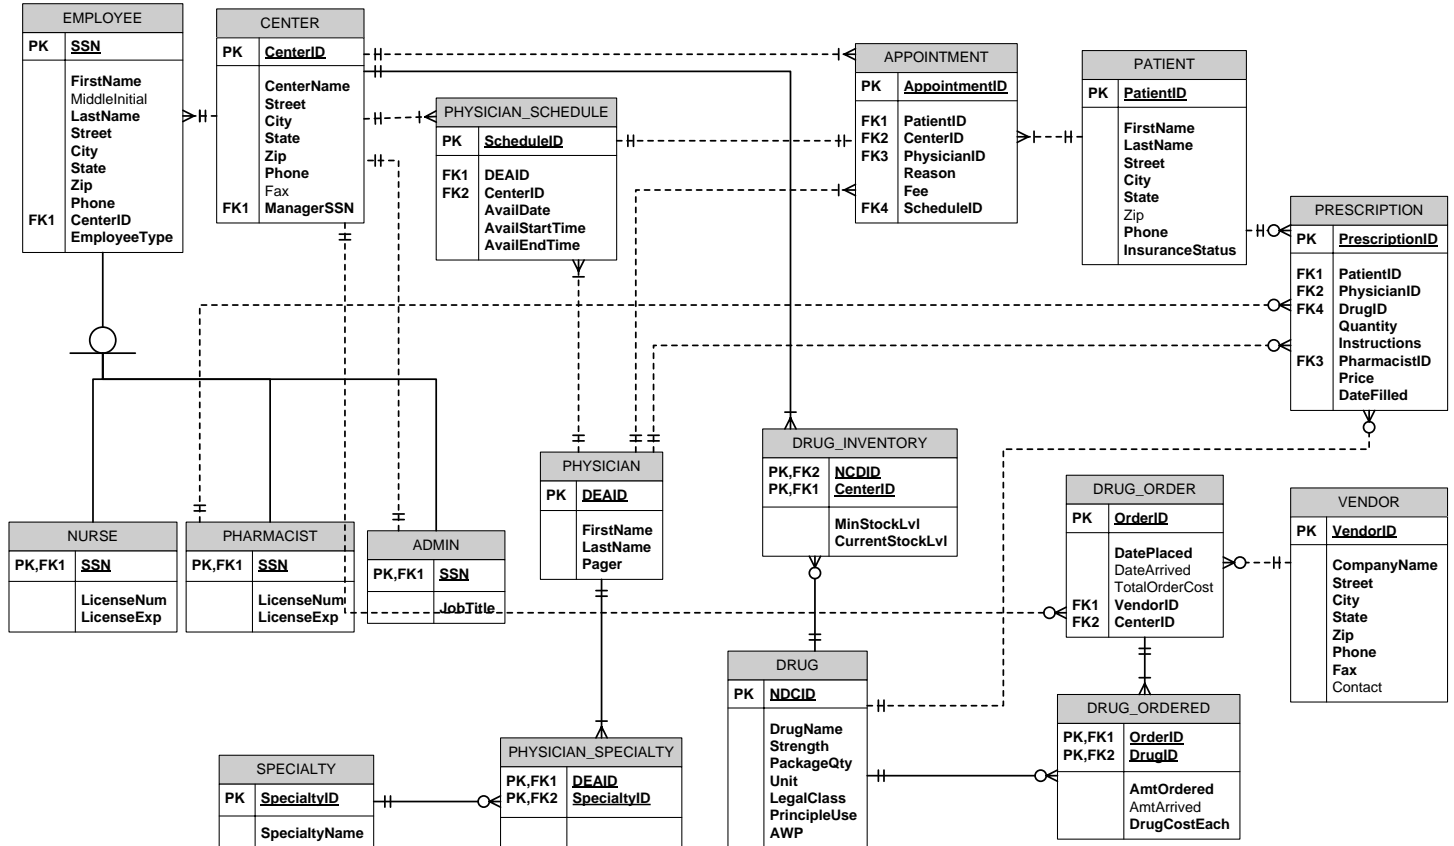 EMPLOYEE
PK SSN
FirstName
MiddleInitial
LastName
Street
City
State
Zip
Phone
FK1 CenterID
EmployeeType
CENTER
PK CenterID
CenterName
Street
City
State
Zip
Phone
Fax
FK1 ManagerSSN
PHYSICIAN_SCHEDULE
PK ScheduleID
FK1 DEAID
FK2 CenterID
AvailDate
AvailStartTime
AvailEndTime
APPOINTMENT
PK AppointmentID
FK1 PatientID
FK2 CenterID
FK3 PhysicianID
Reason
Fee
FK4 ScheduleID
PATIENT
PK PatientID
FirstName
LastName
Street
City
State
Zip
Phone
InsuranceStatus
PRESCRIPTION
PK PrescriptionID
FK1 PatientID
FK2 PhysicianID
FK4 DrugID
Quantity
Instructions
FK3 PharmacistID
Price
DateFilled
NURSE
PK,FK1 SSN
LicenseNum
LicenseExp
PHARMACIST
PK,FK1 SSN
LicenseNum
LicenseExp
ADMIN
PK,FK1 SSN
JobTitle
PHYSICIAN
PK DEAID
FirstName
LastName
Pager
DRUG_INVENTORY
PK,FK2 NCDID
PK,FK1 CenterID
MinStockLvl
CurrentStockLvl
DRUG_ORDER
PK OrderID
DatePlaced
DateArrived
TotalOrderCost
FK1 VendorID
FK2 CenterID
VENDOR
PK VendorID
CompanyName
Street
City
State
Zip
Phone
Fax
Contact
SPECIALTY
PK SpecialtyID
SpecialtyName
PHYSICIAN_SPECIALTY
PK,FK1 DEAID
PK,FK2 SpecialtyID
DRUG
PK NDCID
DrugName
Strength
PackageQty
Unit
LegalClass
PrincipleUse
AWP
DRUG_ORDERED
PK,FK1 OrderID
PK,FK2 DrugID
AmtOrdered
AmtArrived
DrugCostEach